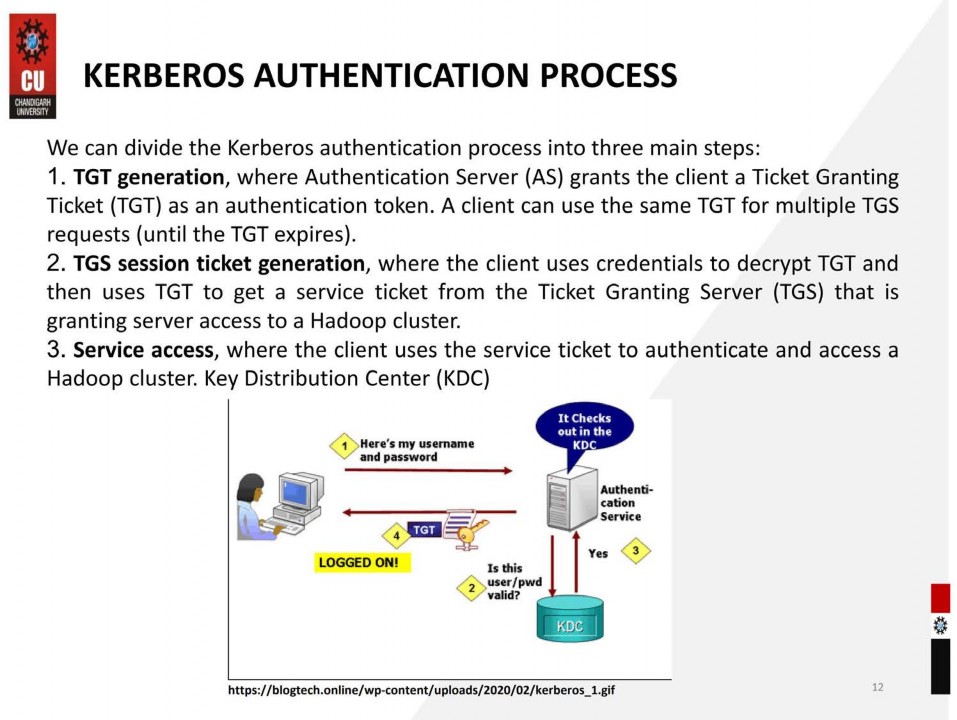 CU
CHANDIGARH
UNIVERSITY
KERBEROS AUTHENTICATION PROCESS
We can divide the Kerberos authentication process into three main steps:
1. TGT generation, where Authentication Server (AS) grants the client a Ticket Granting
Ticket (TGT) as an authentication token. A client can use the same TGT for multiple TGS
requests (until the TGT expires).
2. TGS session ticket generation, where the client uses credentials to decrypt TGT and
then uses TGT to get a service ticket from the Ticket Granting Server (TGS) that is
granting server access to a Hadoop cluster.
3. Service access, where the client uses the service ticket to authenticate and access a
Hadoop cluster. Key Distribution Center (KDC)
It Checks
out in the
KDC
1 Here's my username
and password
Authenti-
cation
Service
4 TGT
LOGGED ON!
Yes 3
Is this
2 user/pwd
valid?
KDC
https://blogtech.online/wp-content/uploads/2020/02/kerberos_1.gif
12